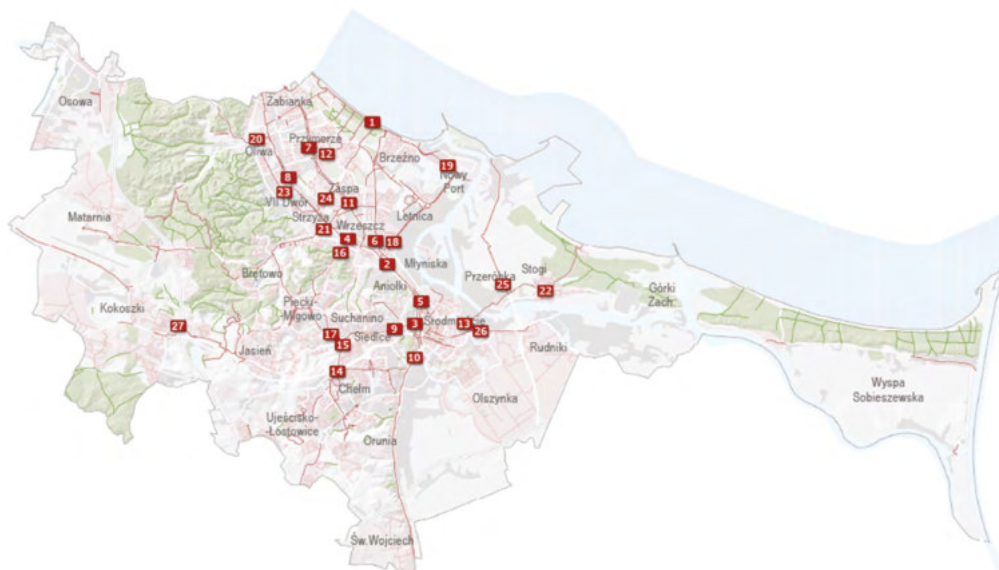 Osowa
Żabianka
1
20
Oliwa
7
Przymorze
12
Brzeźno
19
Nowy
Port
8
23
VII Dwór
24
Zaspa
11
Matarnia
Strzyża
Letnica
21
Wrzeszcz
4
6
18
16
2
Młyniska
Brętowo
Aniołki
Przeróbka
Stogi
25
22
Górki
Zach.
Kokoszki
Piecki-
-Migowo
5
27
Suchanino
9
3
13
26
17
Siedlce
15
Jasień
Rudniki
10
14
Chełm
Olszynka
Wyspa
Sobieszewska
Ujeścisko-
-Łostowice
Orunia
Św.Wojciech